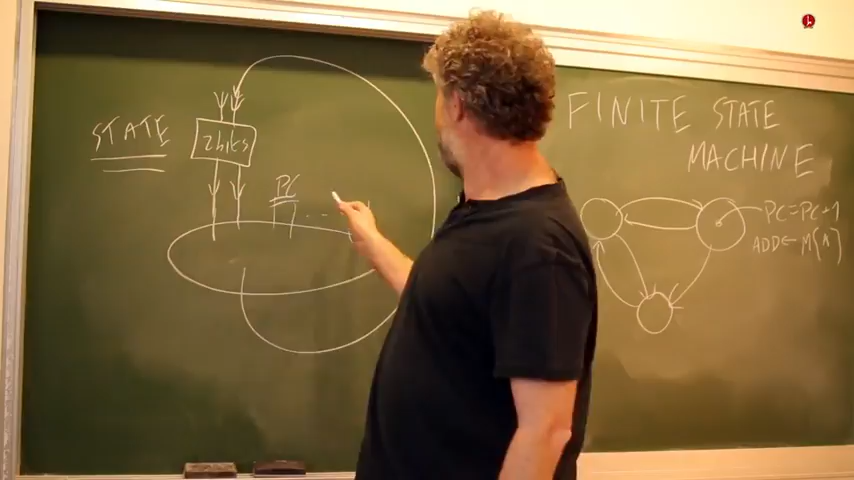 STATE
2bits
PC
...
FINITE STATE
MACHINE
PC=PC+1
ADD←M[A]